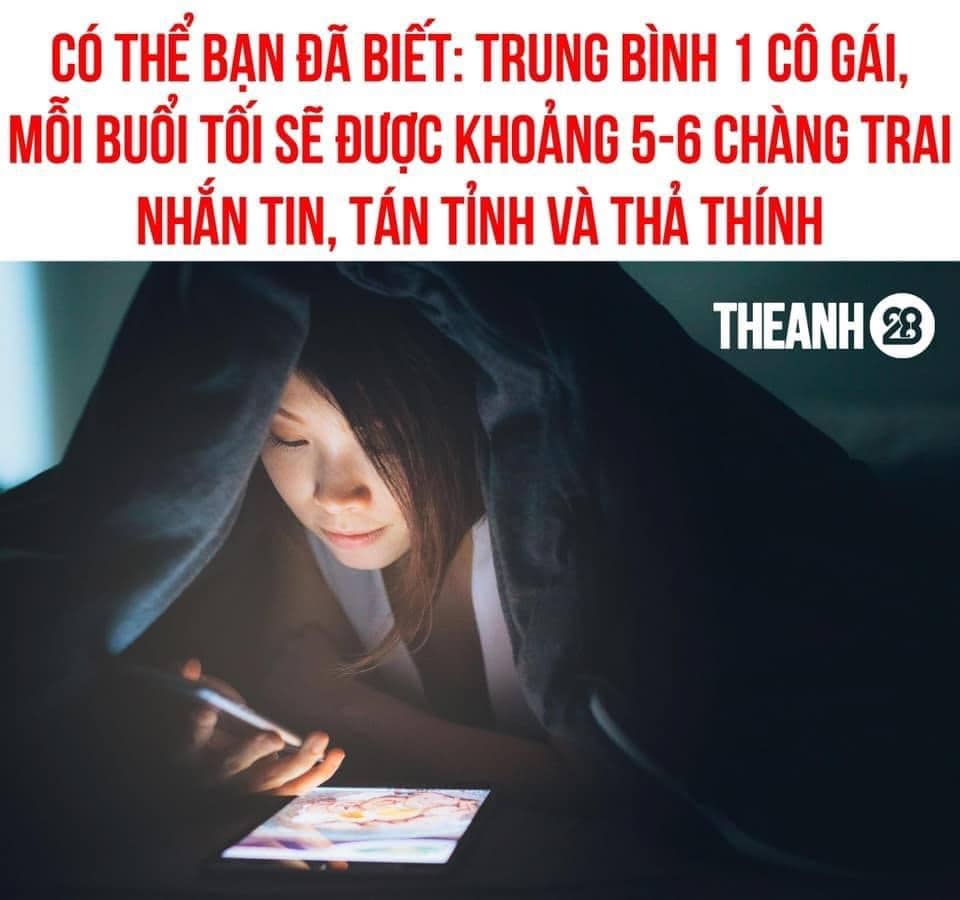 CÓ THỂ BẠN ĐÃ BIẾT: TRUNG BÌNH 1 CÔ GÁI,
MỖI BUỔI TỐI SẼ ĐƯỢC KHOẢNG 5-6 CHÀNG TRAI
NHẮN TIN, TÁN TỈNH VÀ THẢ THÍNH
THEANH 28